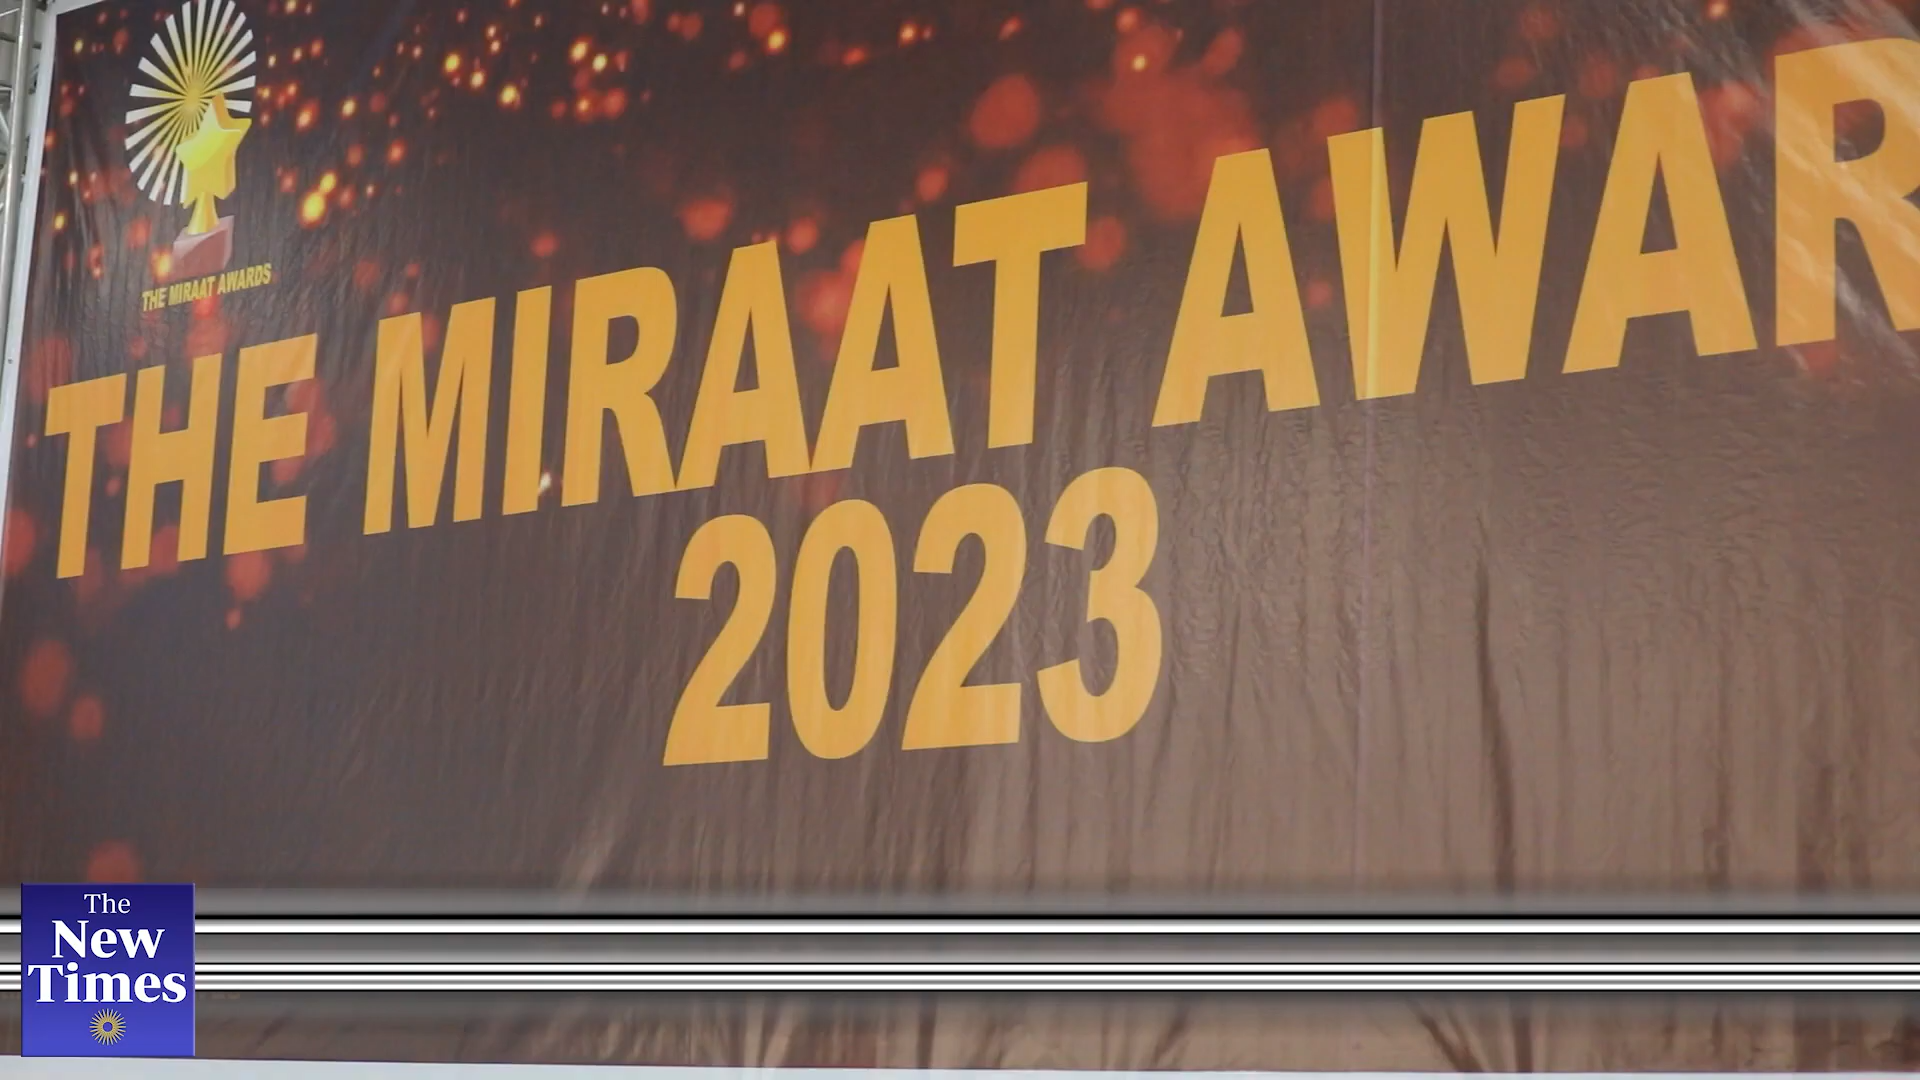 THE MIRAAT AWARDS
THE MIRAAT AWAR
2023
The
New
Times